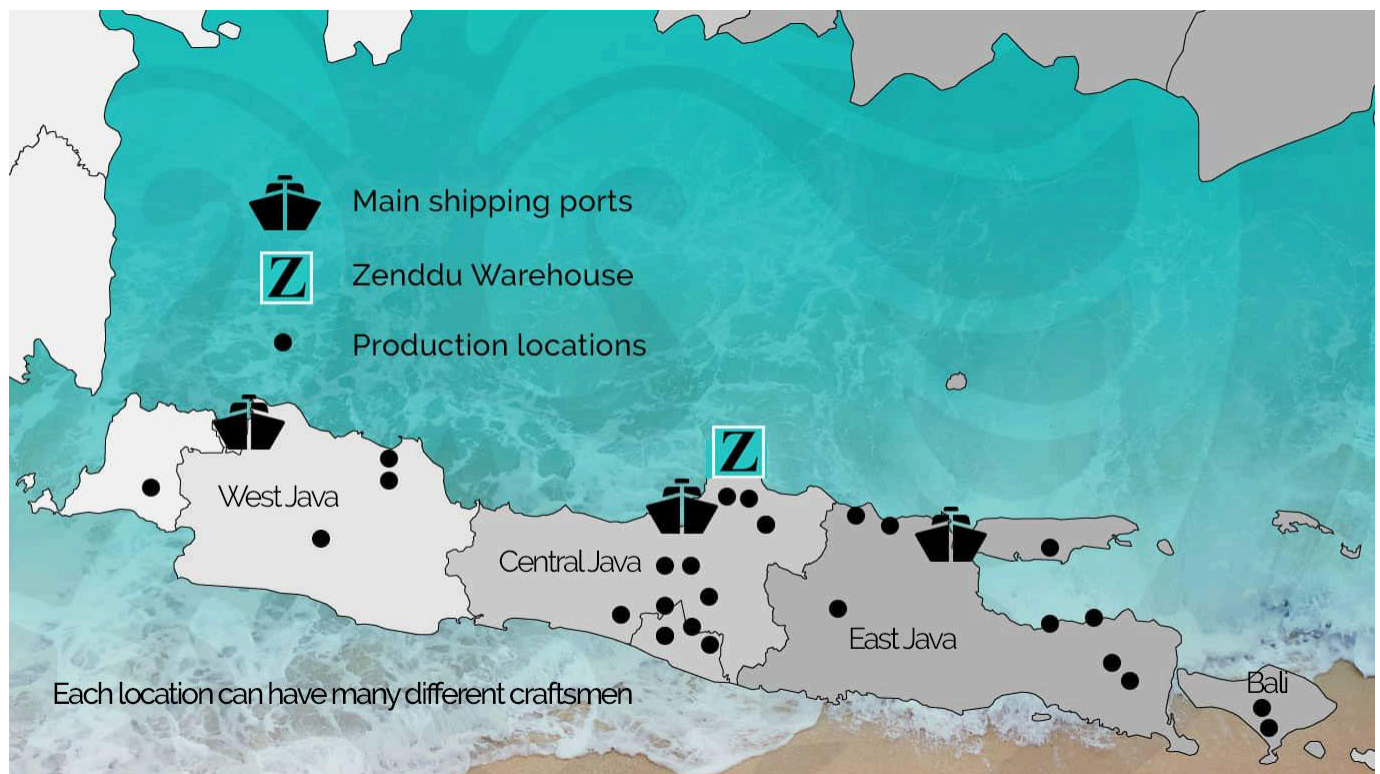 Main shipping ports
Z
Zenddu Warehouse
Production locations
Z
West Java
Central Java
East Java
Bali
Each location can have many different craftsmen